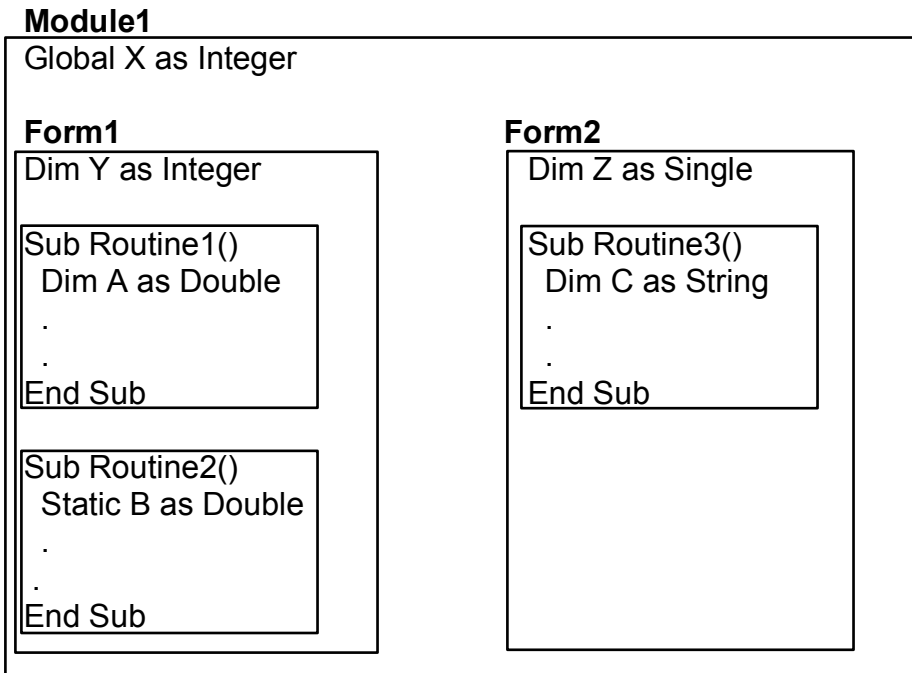 Module1
Global X as Integer
Form1
Dim Y as Integer
Sub Routine1()
Dim A as Double
.
.
End Sub
Sub Routine2()
Static B as Double
.
.
End Sub
Form2
Dim Z as Single
Sub Routine3()
Dim C as String
.
.
End Sub